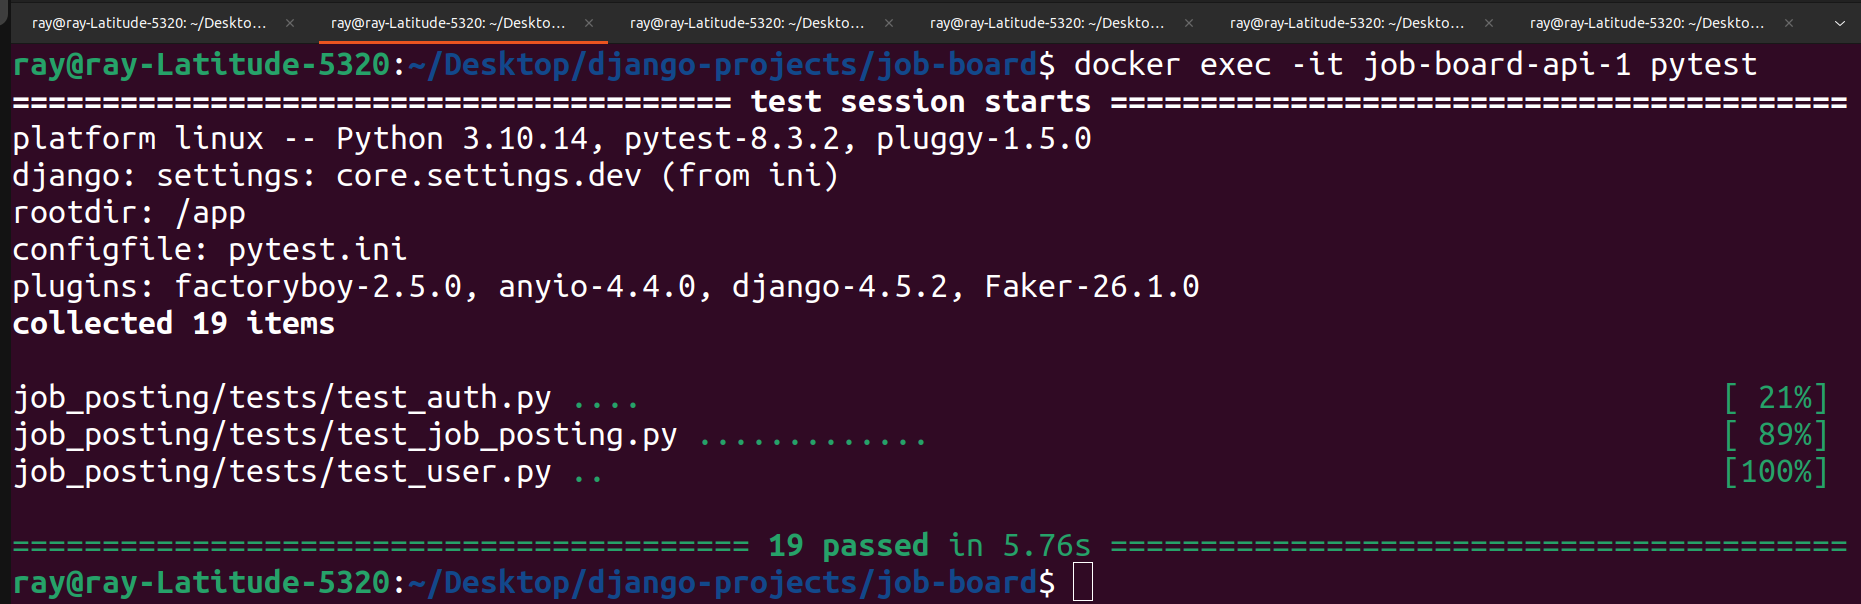 ray@ray-Latitude-5320: ~/Deskto... × ray@ray-Latitude-5320: ~/Deskto... × ray@ray-Latitude-5320: ~/Deskto... × ray@ray-Latitude-5320: ~/Deskto... × ray@ray-Latitude-5320: ~/Deskto... × ray@ray-Latitude-5320: ~/Deskto... ×
ray@ray-Latitude-5320:~/Desktop/django-projects/job-board$ docker exec -it job-board-api-1 pytest
======================================== test session starts =========================================
platform linux -- Python 3.10.14, pytest-8.3.2, pluggy-1.5.0
django: settings: core.settings.dev (from ini)
rootdir: /app
configfile: pytest.ini
plugins: factoryboy-2.5.0, anyio-4.4.0, django-4.5.2, Faker-26.1.0
collected 19 items
job_posting/tests/test_auth.py .... [ 21%]
job_posting/tests/test_job_posting.py ............. [ 89%]
job_posting/tests/test_user.py .. [100%]
========================================= 19 passed in 5.76s =========================================
ray@ray-Latitude-5320:~/Desktop/django-projects/job-board$